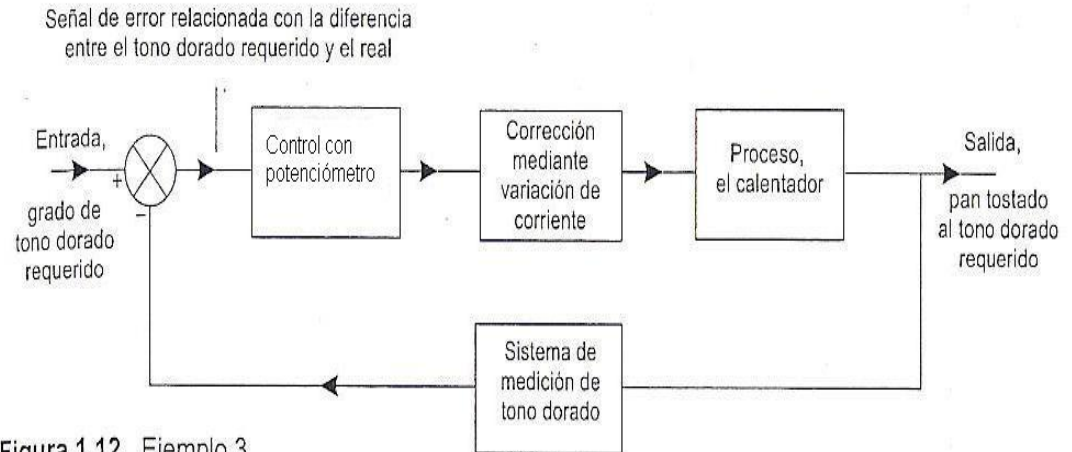 Señal de error relacionada con la diferencia
entre el tono dorado requerido y el real
Entrada,
+
-
grado de
tono dorado
requerido
Control con
potenciómetro
Corrección
mediante
variación de
corriente
Proceso,
el calentador
Salida,
pan tostado
al tono dorado
requerido
Sistema de
medición de
tono dorado
Figura 1.12 Ejemplo 3